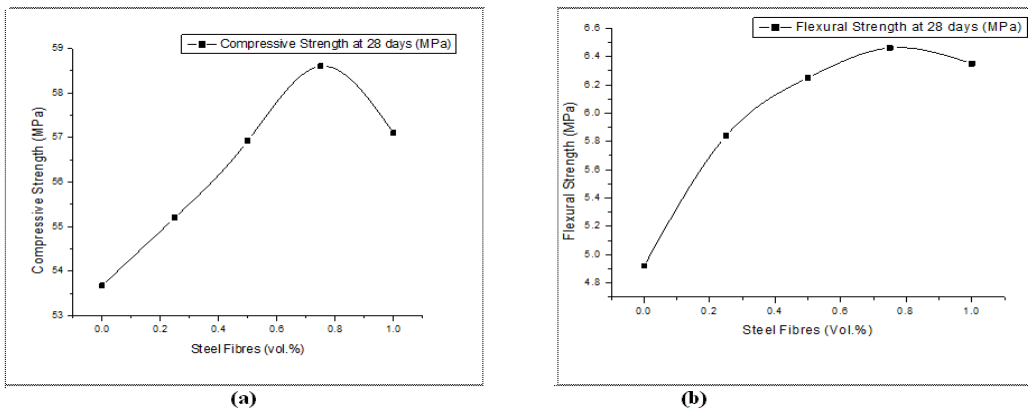 Compressive Strength at 28 days (MPa)
59
58
57
56
55
54
53
Compressive Strength (MPa)
0.0 0.2 0.4 0.6 0.8 1.0
Steel Fibres (vol.%)
(a)
Flexural Strength at 28 days (MPa)
6.6
6.4
6.2
6.0
5.8
5.6
5.4
5.2
5.0
4.8
Flexural Strength (MPa)
0.0 0.2 0.4 0.6 0.8 1.0
Steel Fibres (Vol.%)
(b)